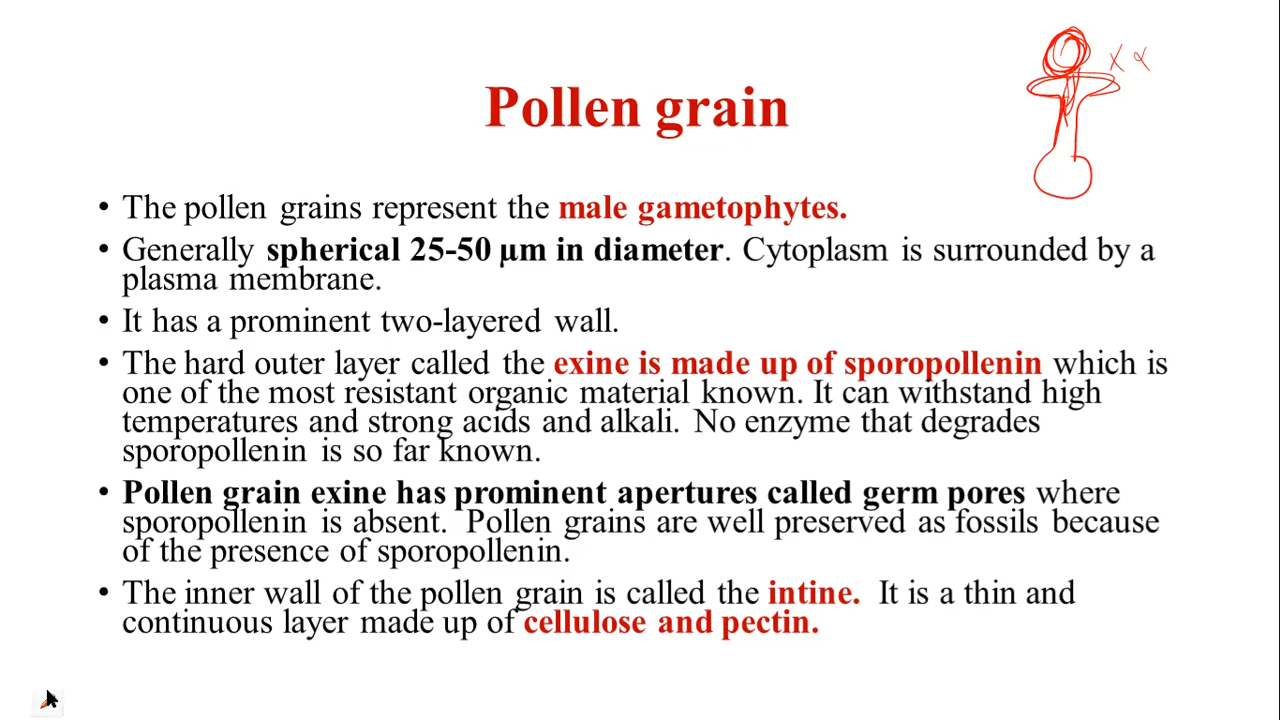 Pollen grain
• The pollen grains represent the male gametophytes.
• Generally spherical 25-50 µm in diameter. Cytoplasm is surrounded by a
plasma membrane.
• It has a prominent two-layered wall.
• The hard outer layer called the exine is made up of sporopollenin which is
one of the most resistant organic material known. It can withstand high
temperatures and strong acids and alkali. No enzyme that degrades
sporopollenin is so far known.
• Pollen grain exine has prominent apertures called germ pores where
sporopollenin is absent. Pollen grains are well preserved as fossils because
of the presence of sporopollenin.
• The inner wall of the pollen grain is called the intine. It is a thin and
continuous layer made up of cellulose and pectin.